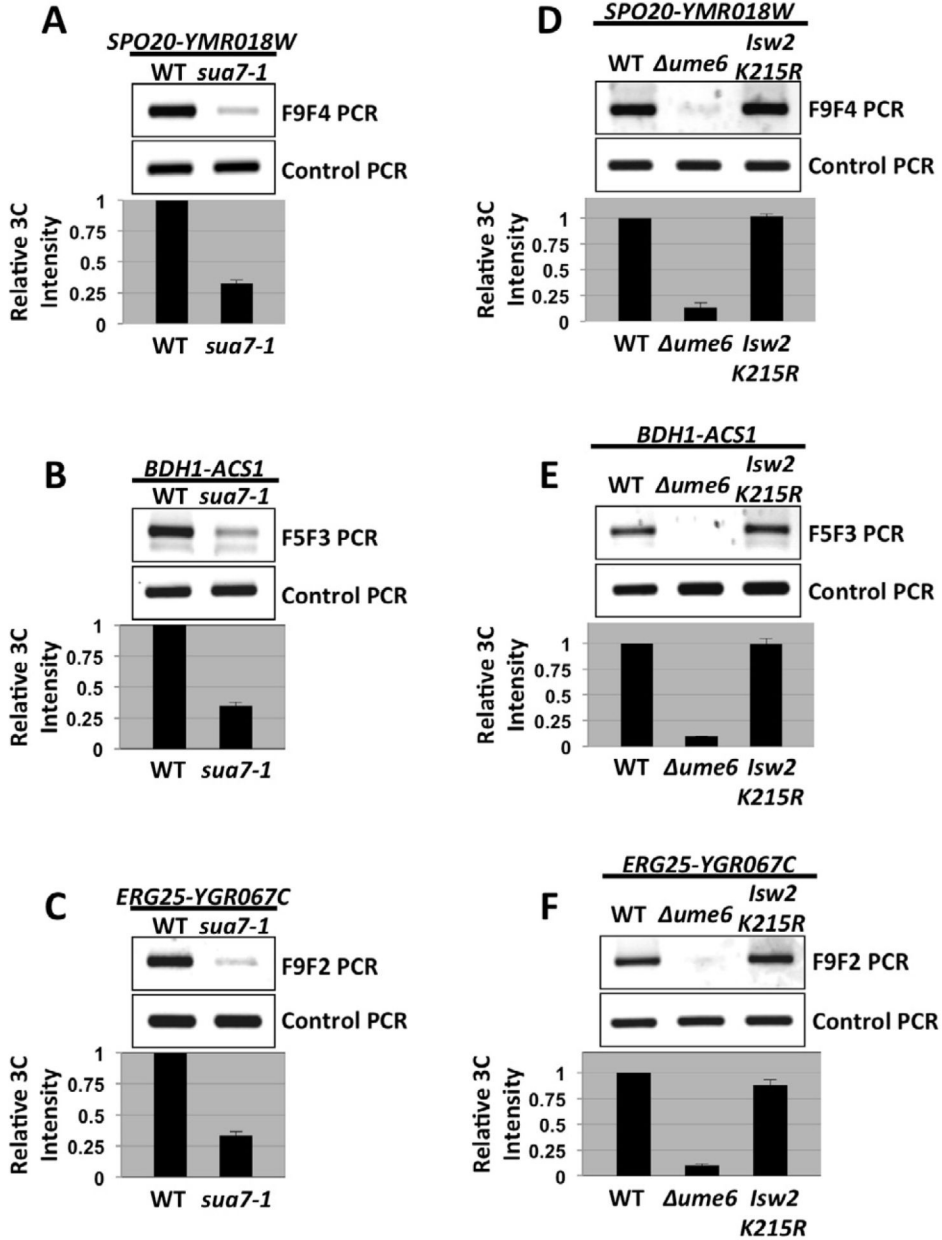 A
SPO20-YMR018W
WT sua7-1
F9F4 PCR
Control PCR
Relative 3C
Intensity
1
0.75
0.5
0.25
0
WT sua7-1
B
BDH1-ACS1
WT sua7-1
F5F3 PCR
Control PCR
Relative 3C
Intensity
1
0.75
0.5
0.25
0
WT sua7-1
C
ERG25-YGR067C
WT sua7-1
F9F2 PCR
Control PCR
Relative 3C
Intensity
1
0.75
0.5
0.25
0
WT sua7-1
D
SPO20-YMR018W
WT Δume6 Isw2
K215R
F9F4 PCR
Control PCR
Relative 3C
Intensity
1
0.75
0.5
0.25
0
WT Δume6 Isw2
K215R
E
BDH1-ACS1
WT Δume6 Isw2
K215R
F5F3 PCR
Control PCR
Relative 3C
Intensity
1
0.75
0.5
0.25
0
WT Δume6 Isw2
K215R
F
ERG25-YGR067C
WT Δume6 Isw2
K215R
F9F2 PCR
Control PCR
Relative 3C
Intensity
1
0.75
0.5
0.25
0
WT Δume6 Isw2
K215R